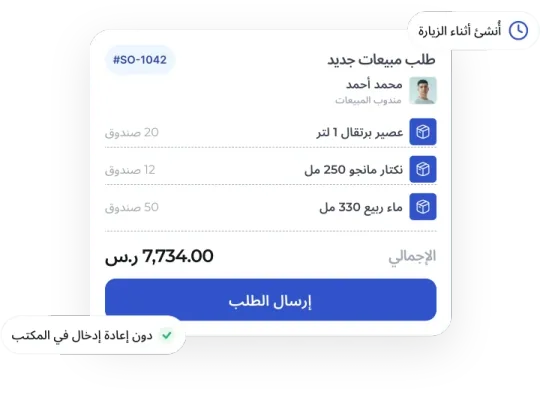 أُنشئ أثناء الزيارة
طلب مبيعات جديد
#SO-1042
محمد أحمد
مندوب المبيعات
عصير برتقال 1 لتر
20 صندوق
نكتار مانجو 250 مل
12 صندوق
ماء ربيع 330 مل
50 صندوق
الإجمالي
7,734.00 ر.س
إرسال الطلب
دون إعادة إدخال في المكتب